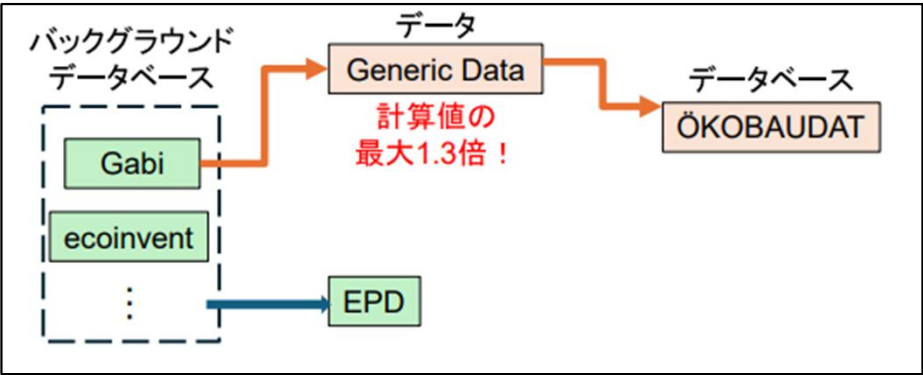 バックグラウンド
データベース
Gabi
ecoinvent
⋮
データ
Generic Data
計算値の
最大1.3倍！
データベース
ÖKOBAUDAT
EPD